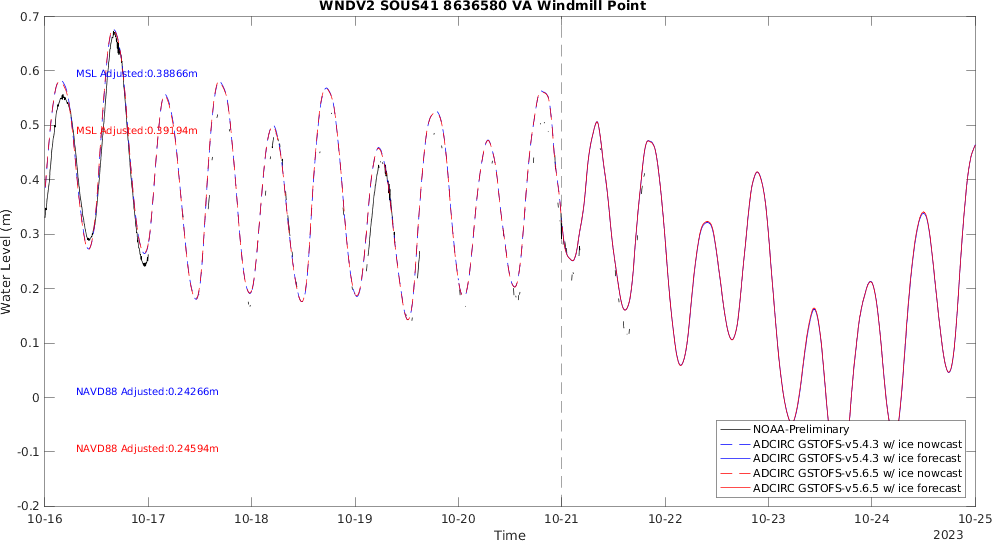 WNDV2 SOUS41 8636580 VA Windmill Point
0.7
0.6
0.5
0.4
0.3
0.2
0.1
0
-0.1
-0.2
Water Level (m)
MSL Adjusted:0.38866m
MSL Adjusted:0.39194m
NAVD88 Adjusted:0.24266m
NAVD88 Adjusted:0.24594m
NOAA-Preliminary
ADCIRC GSTOFS-v5.4.3 w/ ice nowcast
ADCIRC GSTOFS-v5.4.3 w/ ice forecast
ADCIRC GSTOFS-v5.6.5 w/ ice nowcast
ADCIRC GSTOFS-v5.6.5 w/ ice forecast
10-16 10-17 10-18 10-19 10-20 10-21 10-22 10-23 10-24 10-25
Time
2023